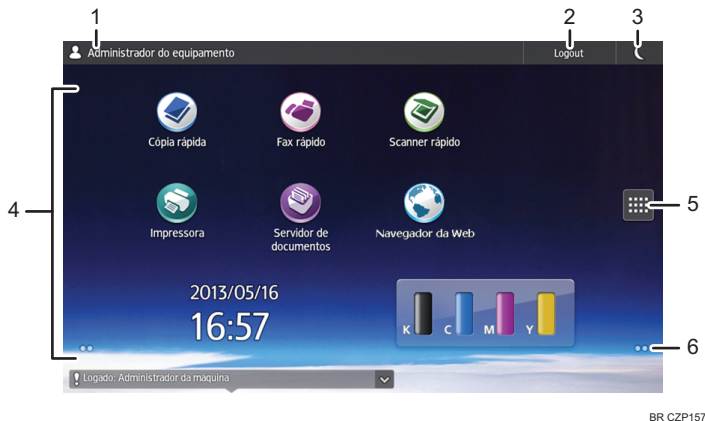 1 2 3
Administrador do equipamento Logout
Cópia rápida Fax rápido Scanner rápido
4 5
Impressora Servidor de documentos Navegador da Web
2013/05/16
16:57
K C M Y
6
Logado: Administrador da maquina
BR CZP157